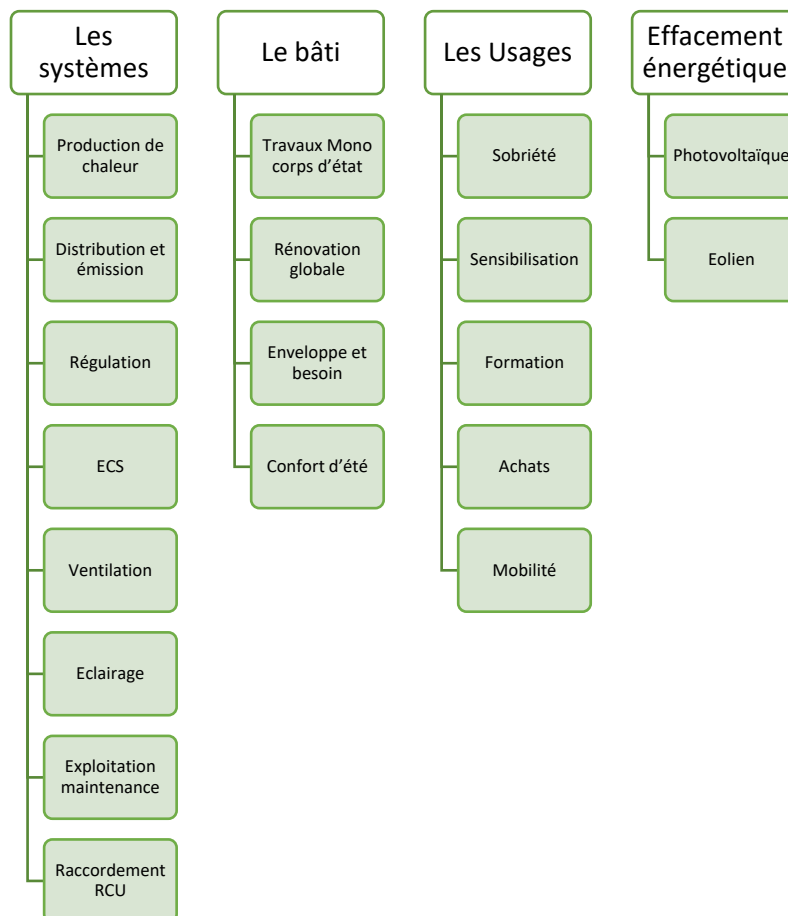 Les
systèmes
Production de
chaleur
Distribution et
émission
Régulation
ECS
Ventilation
Eclairage
Exploitation
maintenance
Raccordement
RCU
Le bâti
Travaux Mono
corps d’état
Rénovation
globale
Enveloppe et
besoin
Confort d’été
Les Usages
Sobriété
Sensibilisation
Formation
Achats
Mobilité
Effacement
énergétique
Photovoltaïque
Eolien